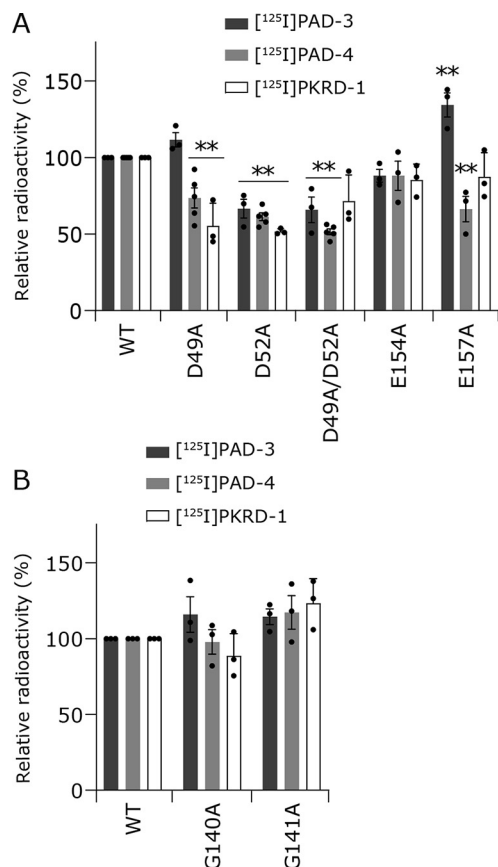 A
[¹²⁵I]PAD-3
[¹²⁵I]PAD-4
[¹²⁵I]PKRD-1
Relative radioactivity (%)
150
100
50
0
**
**
**
**
**
WT
D49A
D52A
D49A/D52A
E154A
E157A
B
[¹²⁵I]PAD-3
[¹²⁵I]PAD-4
[¹²⁵I]PKRD-1
Relative radioactivity (%)
150
100
50
0
WT
G140A
G141A